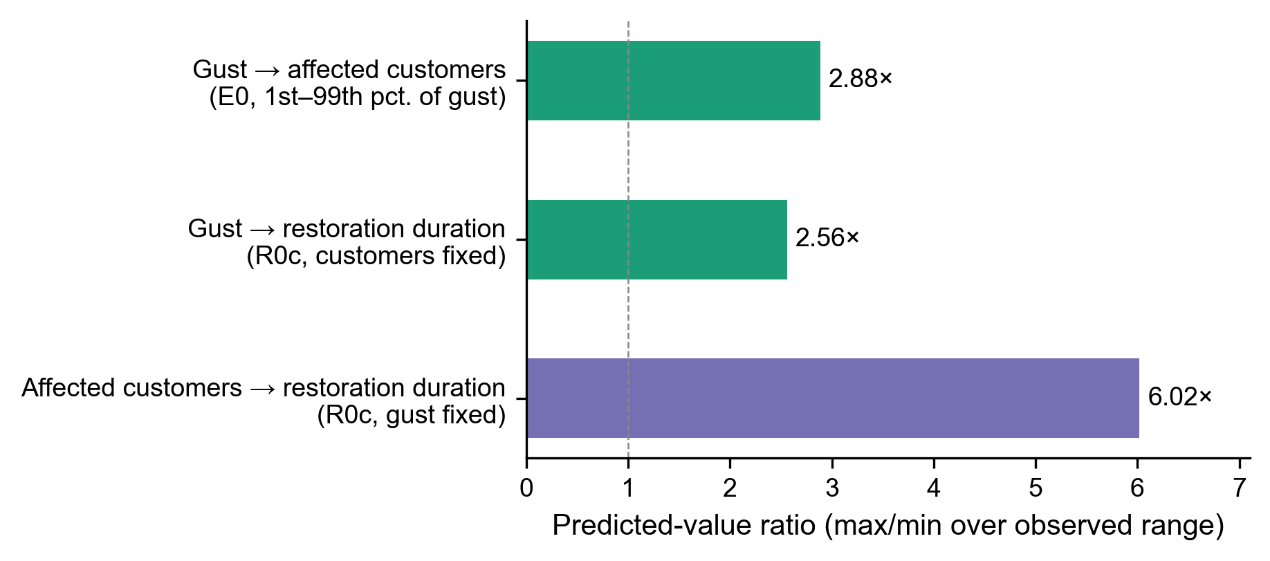 Gust → affected customers
(E0, 1st–99th pct. of gust)
2.88×
Gust → restoration duration
(R0c, customers fixed)
2.56×
Affected customers → restoration duration
(R0c, gust fixed)
6.02×
0 1 2 3 4 5 6 7
Predicted-value ratio (max/min over observed range)